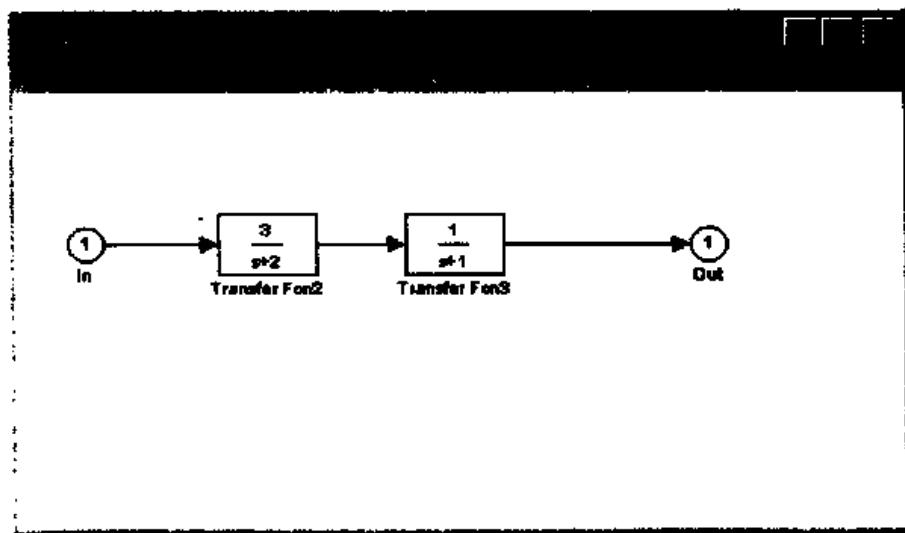 1
In
3
s+2
Transfer Fcn2
1
s+1
Transfer Fcn3
1
Out